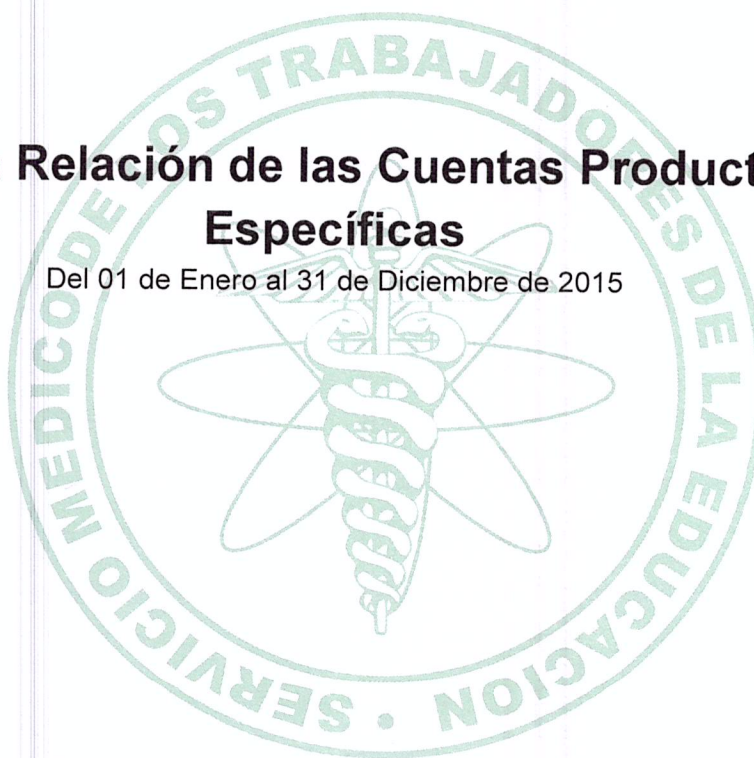 Relación de las Cuentas Product
Específicas
Del 01 de Enero al 31 de Diciembre de 2015
SERVICIO MEDICO DE LOS TRABAJADORES DE LA EDUCACION •